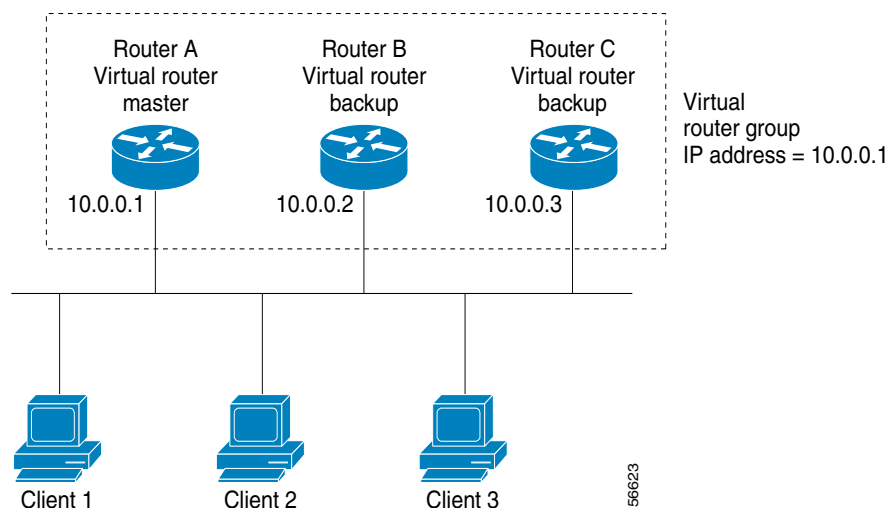 Router A
Virtual router
master
Router B
Virtual router
backup
Router C
Virtual router
backup
Virtual
router group
IP address = 10.0.0.1
10.0.0.1
10.0.0.2
10.0.0.3
Client 1
Client 2
Client 3
56623